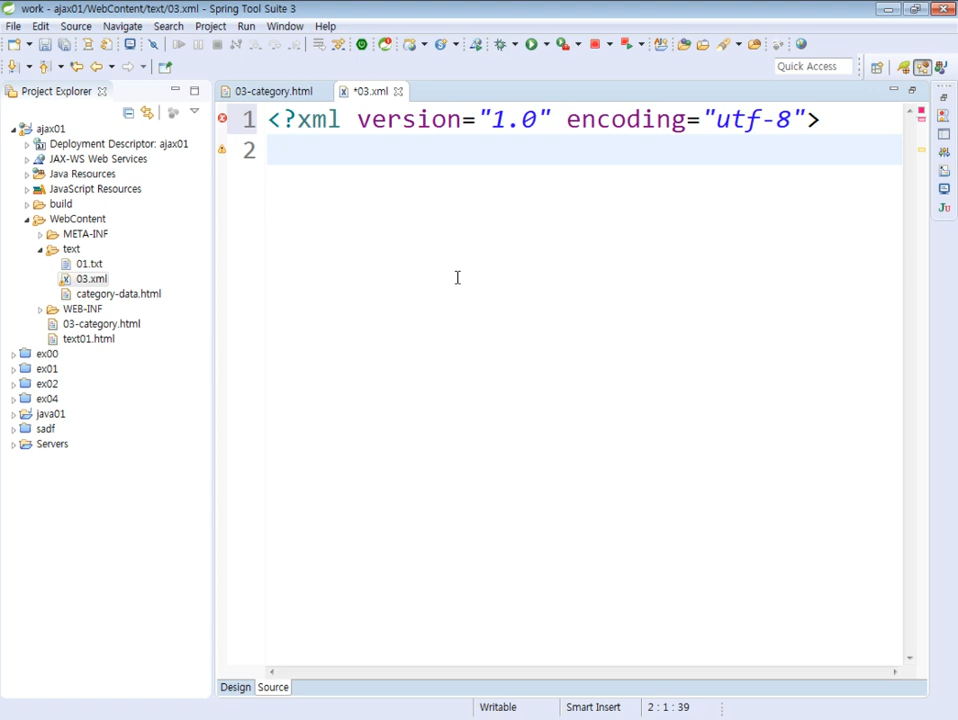 work - ajax01/WebContent/text/03.xml - Spring Tool Suite 3
File Edit Source Navigate Search Project Run Window Help
Quick Access
Project Explorer
03-category.html
*03.xml
ajax01
Deployment Descriptor: ajax01
JAX-WS Web Services
Java Resources
JavaScript Resources
build
WebContent
META-INF
text
01.txt
03.xml
category-data.html
WEB-INF
03-category.html
text01.html
ex00
ex01
ex02
ex04
java01
sadf
Servers
1 <?xml version="1.0" encoding="utf-8">
2
Design Source
Writable Smart Insert 2 : 1 : 39